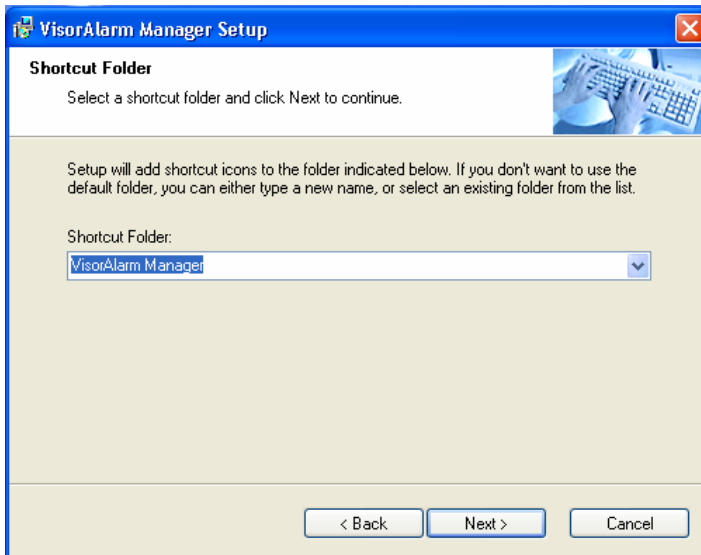 VisorAlarm Manager Setup
Shortcut Folder
Select a shortcut folder and click Next to continue.
Setup will add shortcut icons to the folder indicated below. If you don't want to use the
default folder, you can either type a new name, or select an existing folder from the list.
Shortcut Folder:
VisorAlarm Manager
< Back Next > Cancel